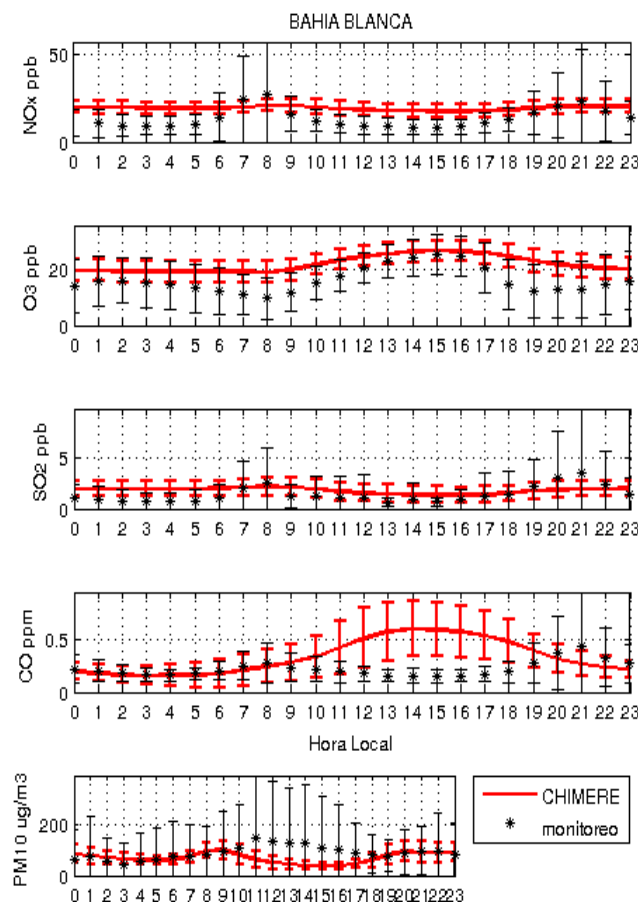 BAHIA BLANCA
NOx ppb
50
0
0 1 2 3 4 5 6 7 8 9 10 11 12 13 14 15 16 17 18 19 20 21 22 23
O3 ppb
20
0
0 1 2 3 4 5 6 7 8 9 10 11 12 13 14 15 16 17 18 19 20 21 22 23
SO2 ppb
5
0
0 1 2 3 4 5 6 7 8 9 10 11 12 13 14 15 16 17 18 19 20 21 22 23
CO ppm
0.5
0
0 1 2 3 4 5 6 7 8 9 10 11 12 13 14 15 16 17 18 19 20 21 22 23
Hora Local
PM10 ug/m3
200
0
0 1 2 3 4 5 6 7 8 9 10 11 12 13 14 15 16 17 18 19 20 21 22 23
CHIMERE
monitoreo